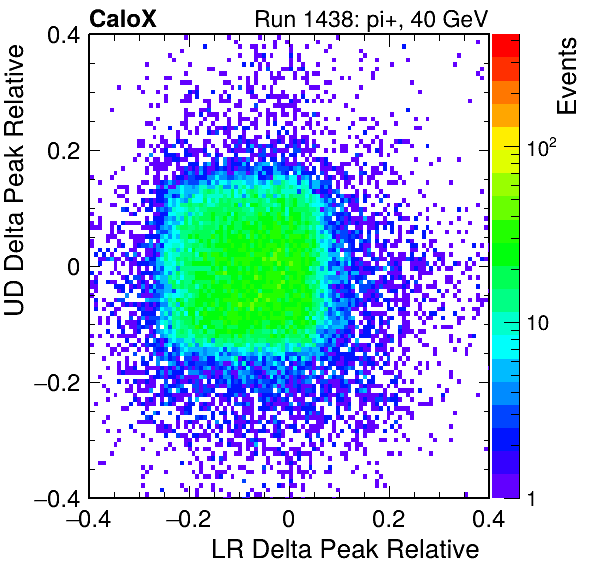 CaloX Run 1438: pi+, 40 GeV
0.4
0.2
0
−0.2
−0.4
−0.4 −0.2 0 0.2 0.4
UD Delta Peak Relative
LR Delta Peak Relative
Events
10²
10
1